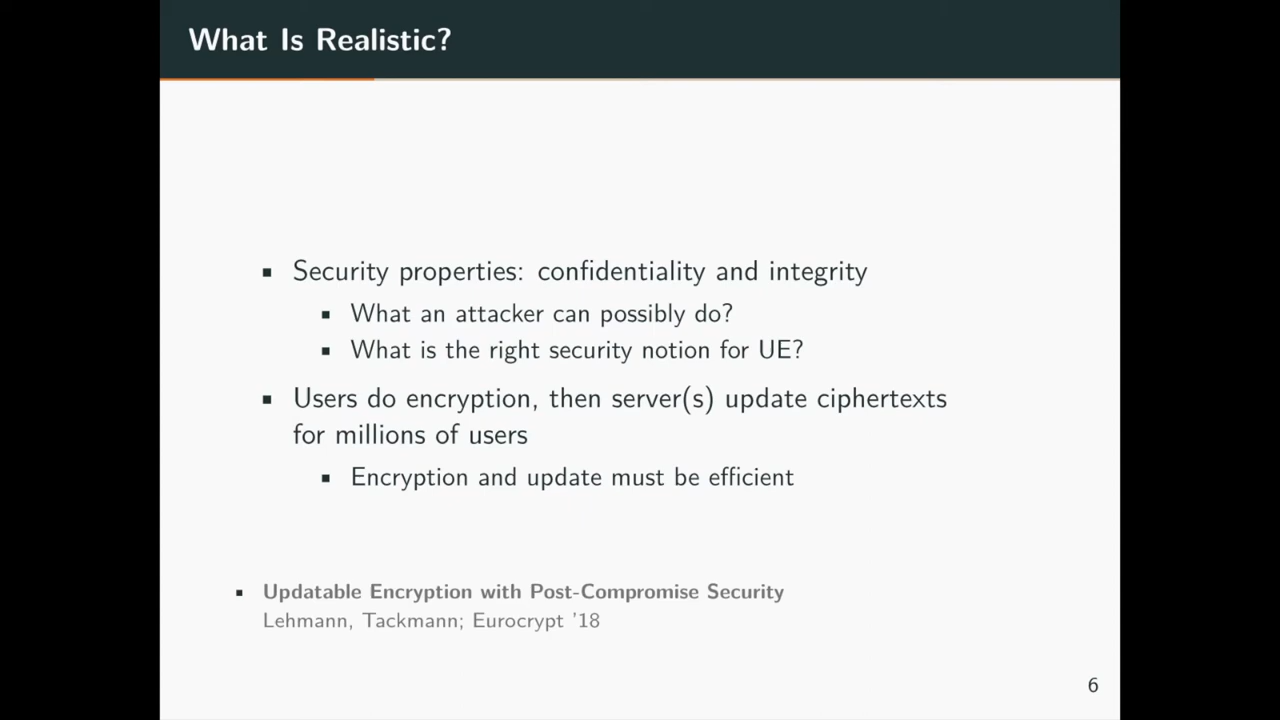 What Is Realistic?
▪ Security properties: confidentiality and integrity
▪ What an attacker can possibly do?
▪ What is the right security notion for UE?
▪ Users do encryption, then server(s) update ciphertexts
for millions of users
▪ Encryption and update must be efficient
▪ Updatable Encryption with Post-Compromise Security
Lehmann, Tackmann; Eurocrypt '18
6